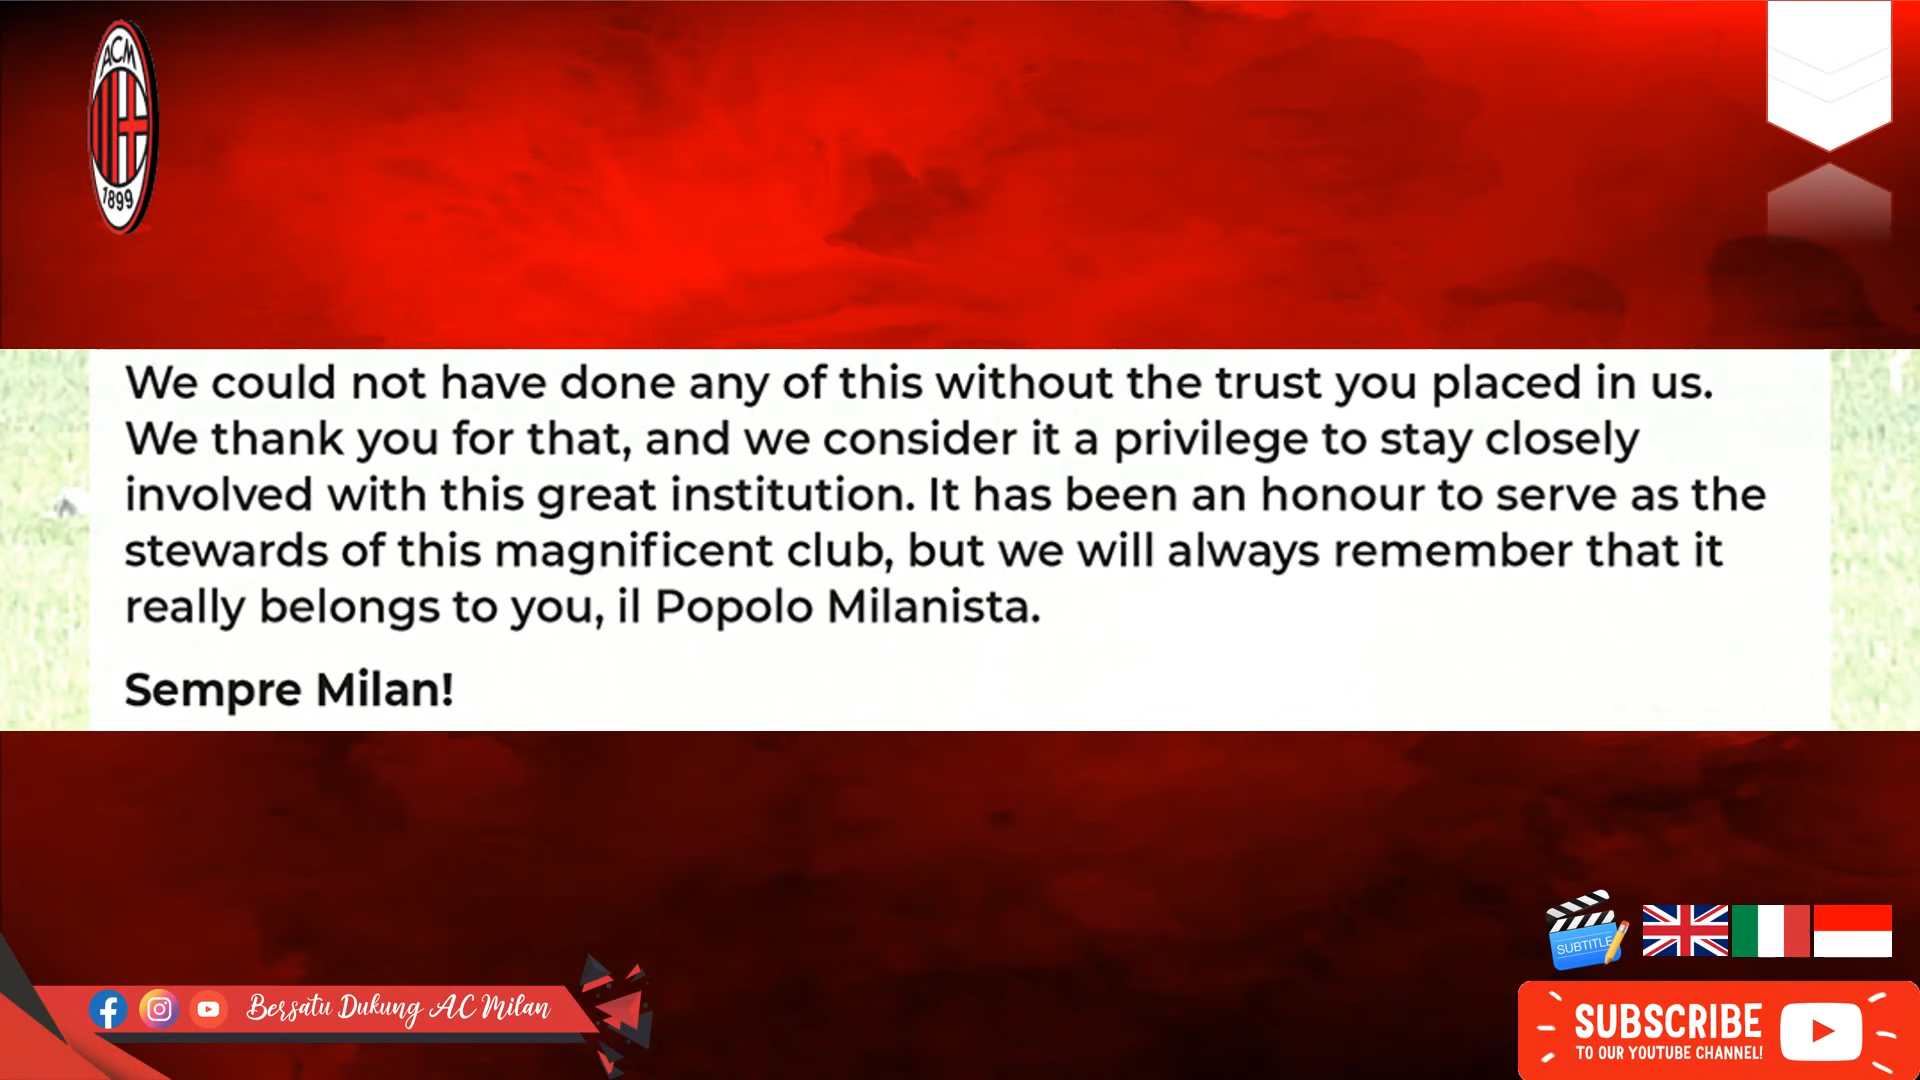 ACM
1899
We could not have done any of this without the trust you placed in us.
We thank you for that, and we consider it a privilege to stay closely
involved with this great institution. It has been an honour to serve as the
stewards of this magnificent club, but we will always remember that it
really belongs to you, il Popolo Milanista.
Sempre Milan!
SUBTITLE
Bersatu Dukung AC Milan
SUBSCRIBE
TO OUR YOUTUBE CHANNEL!